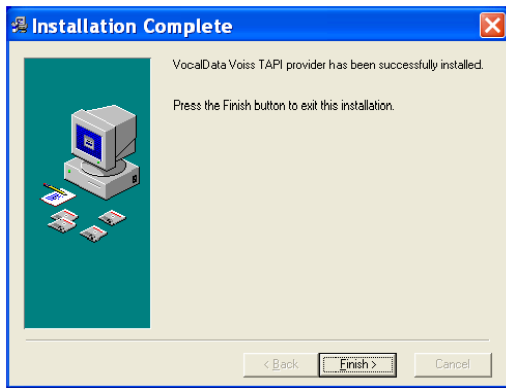 Installation Complete
VocalData Voiss TAPI provider has been successfully installed.
Press the Finish button to exit this installation.
< Back
Finish >
Cancel